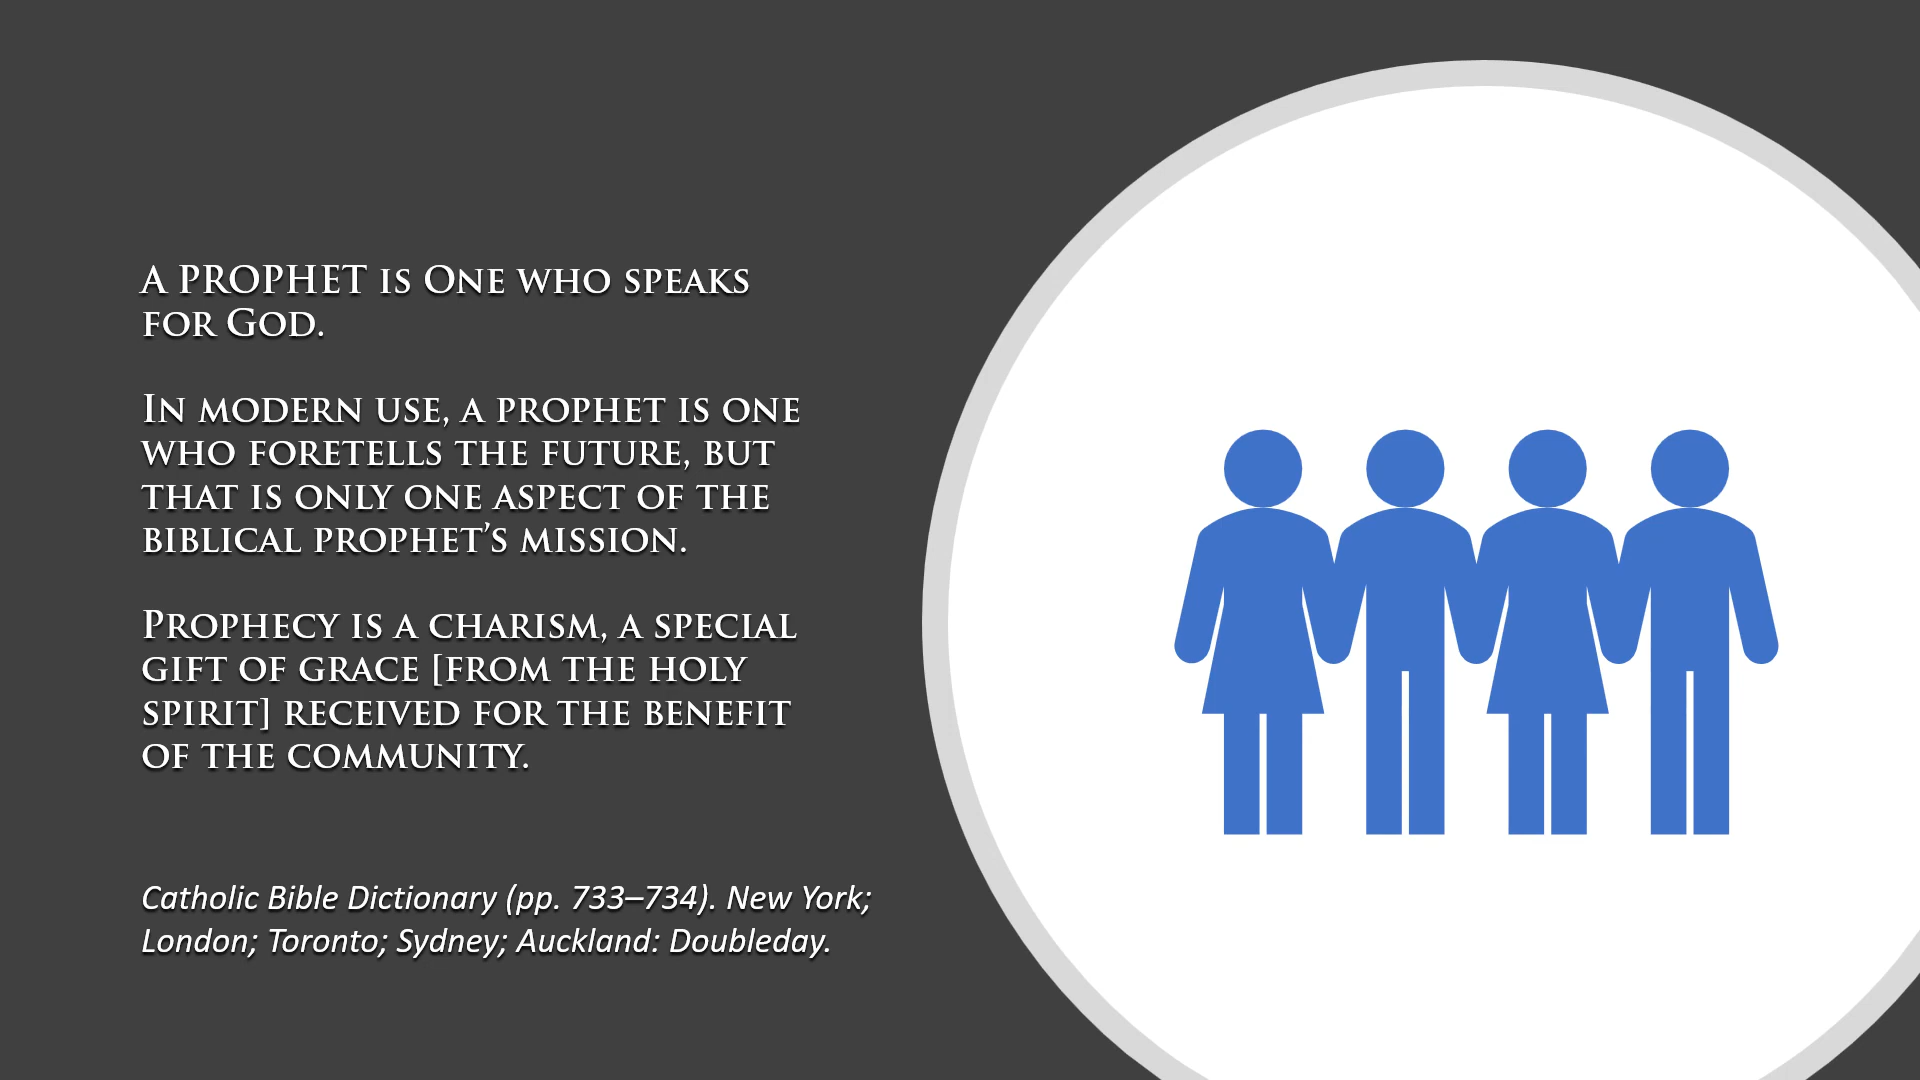 A PROPHET is One who speaks
for God.
In modern use, a prophet is one
who foretells the future, but
that is only one aspect of the
biblical prophet’s mission.
Prophecy is a charism, a special
gift of grace [from the holy
spirit] received for the benefit
of the community.
Catholic Bible Dictionary (pp. 733–734). New York;
London; Toronto; Sydney; Auckland: Doubleday.